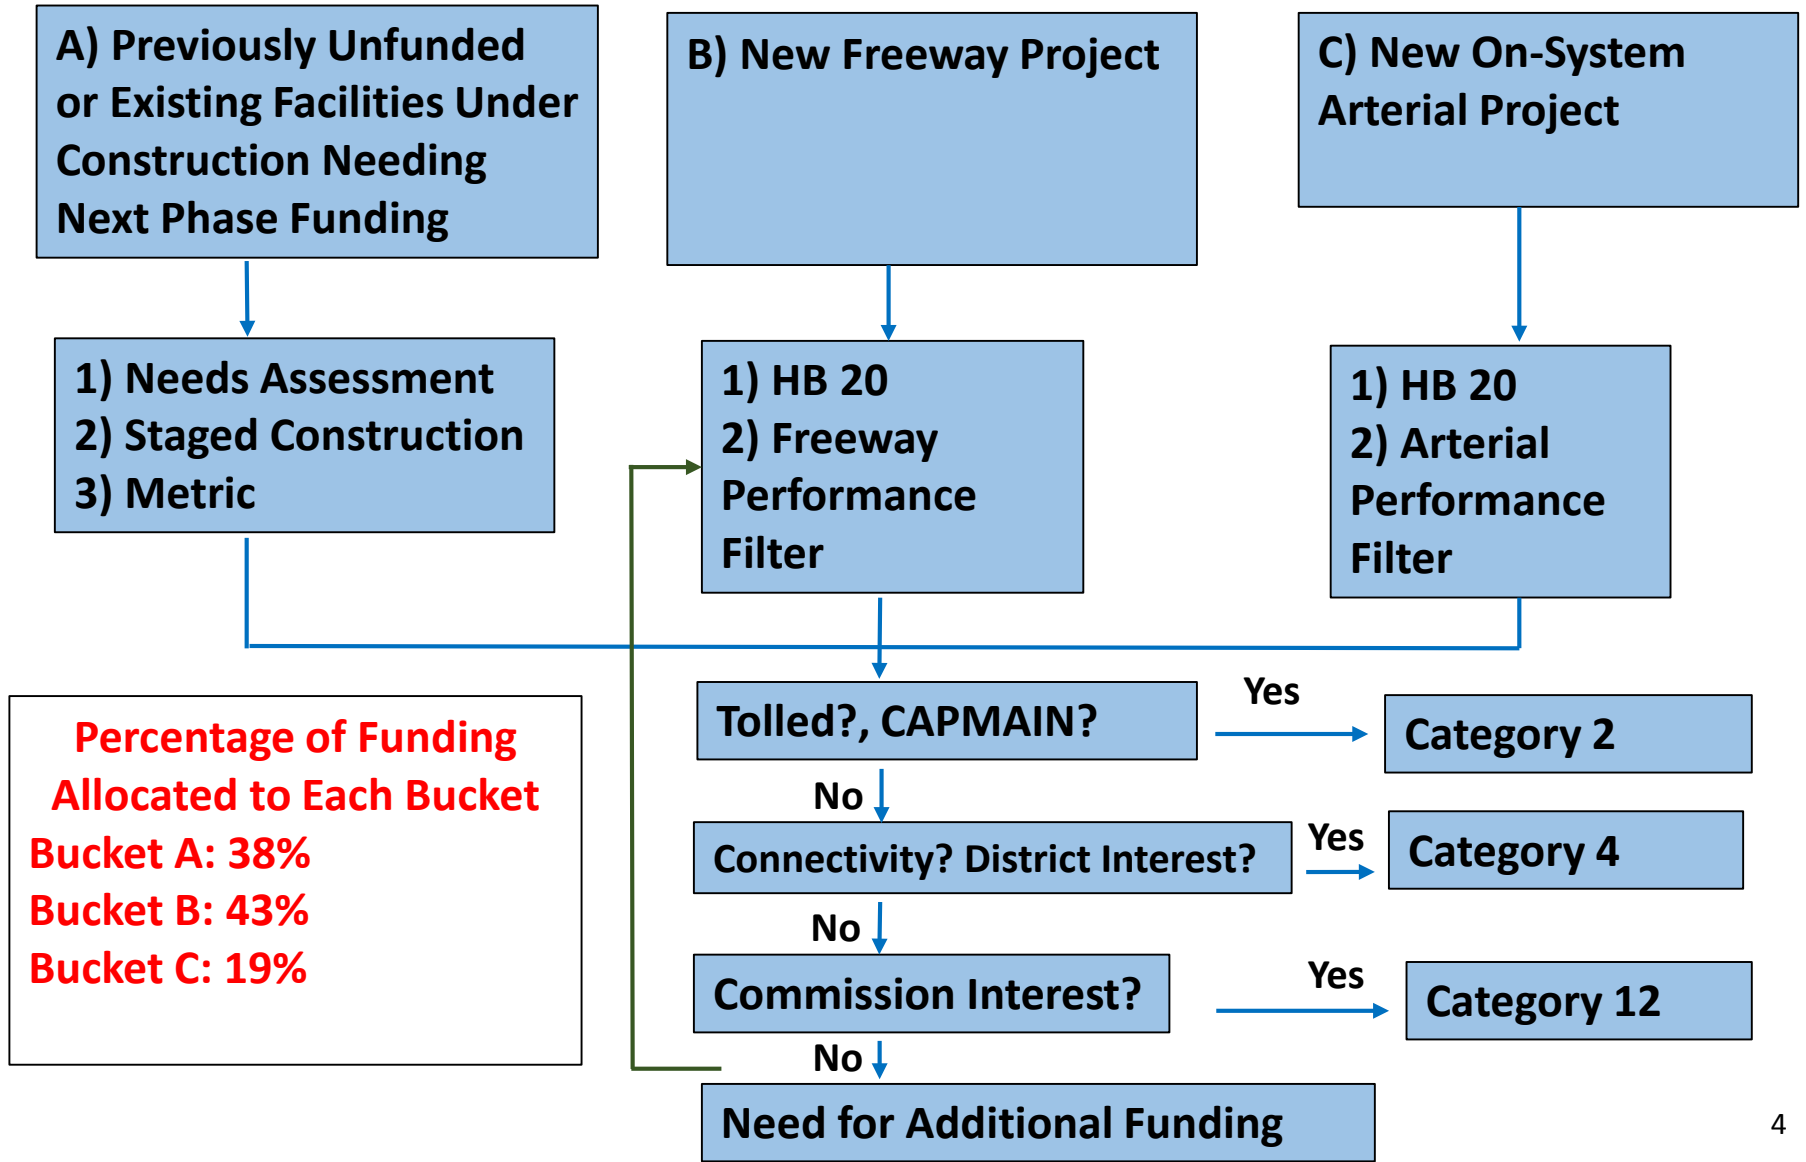 A) Previously Unfunded
or Existing Facilities Under
Construction Needing
Next Phase Funding
B) New Freeway Project
C) New On-System
Arterial Project
1) Needs Assessment
2) Staged Construction
3) Metric
1) HB 20
2) Freeway
Performance
Filter
1) HB 20
2) Arterial
Performance
Filter
Percentage of Funding
Allocated to Each Bucket
Bucket A: 38%
Bucket B: 43%
Bucket C: 19%
Tolled?, CAPMAIN?
Yes
Category 2
No
Connectivity? District Interest?
Yes
Category 4
No
Commission Interest?
Yes
Category 12
No
Need for Additional Funding
4